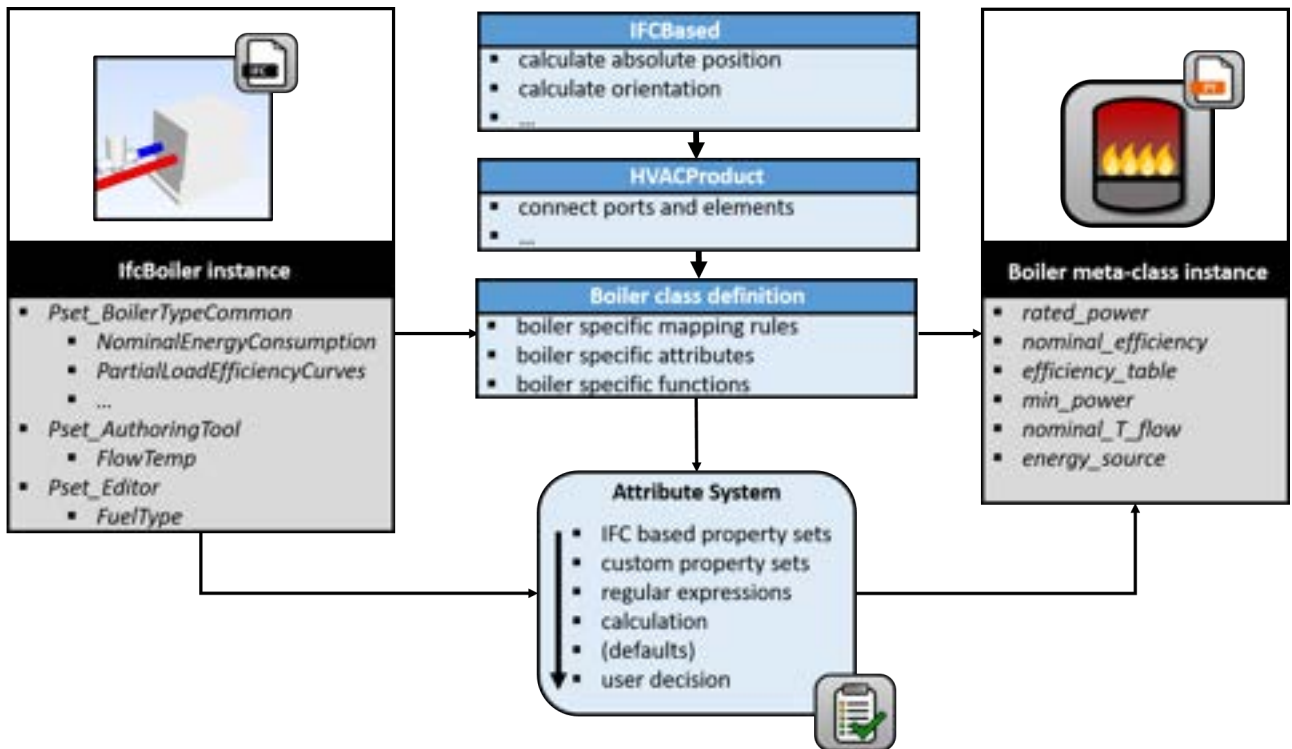 IFC
IfcBoiler instance
▪ Pset_BoilerTypeCommon
▪ NominalEnergyConsumption
▪ PartialLoadEfficiencyCurves
▪ ...
▪ Pset_AuthoringTool
▪ FlowTemp
▪ Pset_Editor
▪ FuelType
IFCBased
▪ calculate absolute position
▪ calculate orientation
▪ ...
HVACProduct
▪ connect ports and elements
▪ ...
Boiler class definition
▪ boiler specific mapping rules
▪ boiler specific attributes
▪ boiler specific functions
Attribute System
▪ IFC based property sets
▪ custom property sets
▪ regular expressions
▪ calculation
▪ (defaults)
▪ user decision
PY
Boiler meta-class instance
▪ rated_power
▪ nominal_efficiency
▪ efficiency_table
▪ min_power
▪ nominal_T_flow
▪ energy_source